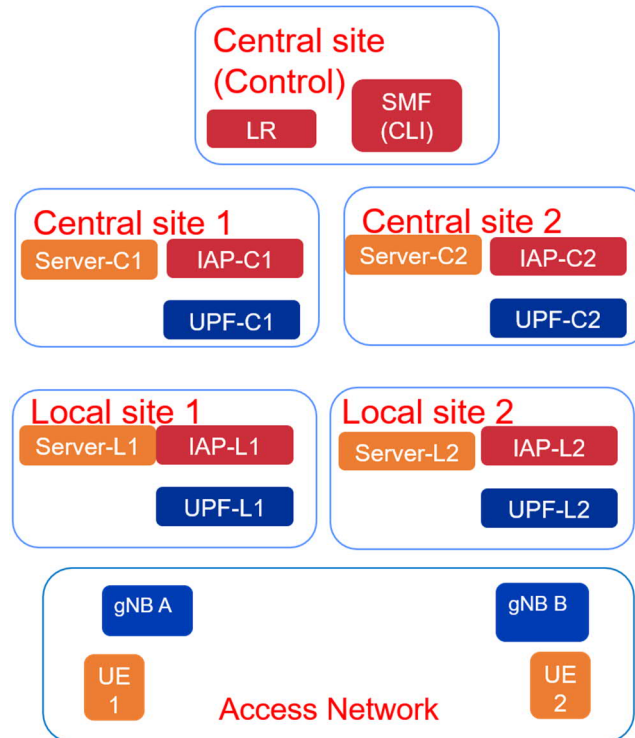 Central site
(Control)
LR
SMF
(CLI)
Central site 1
Server-C1
IAP-C1
UPF-C1
Central site 2
Server-C2
IAP-C2
UPF-C2
Local site 1
Server-L1
IAP-L1
UPF-L1
Local site 2
Server-L2
IAP-L2
UPF-L2
gNB A
gNB B
UE
1
UE
2
Access Network